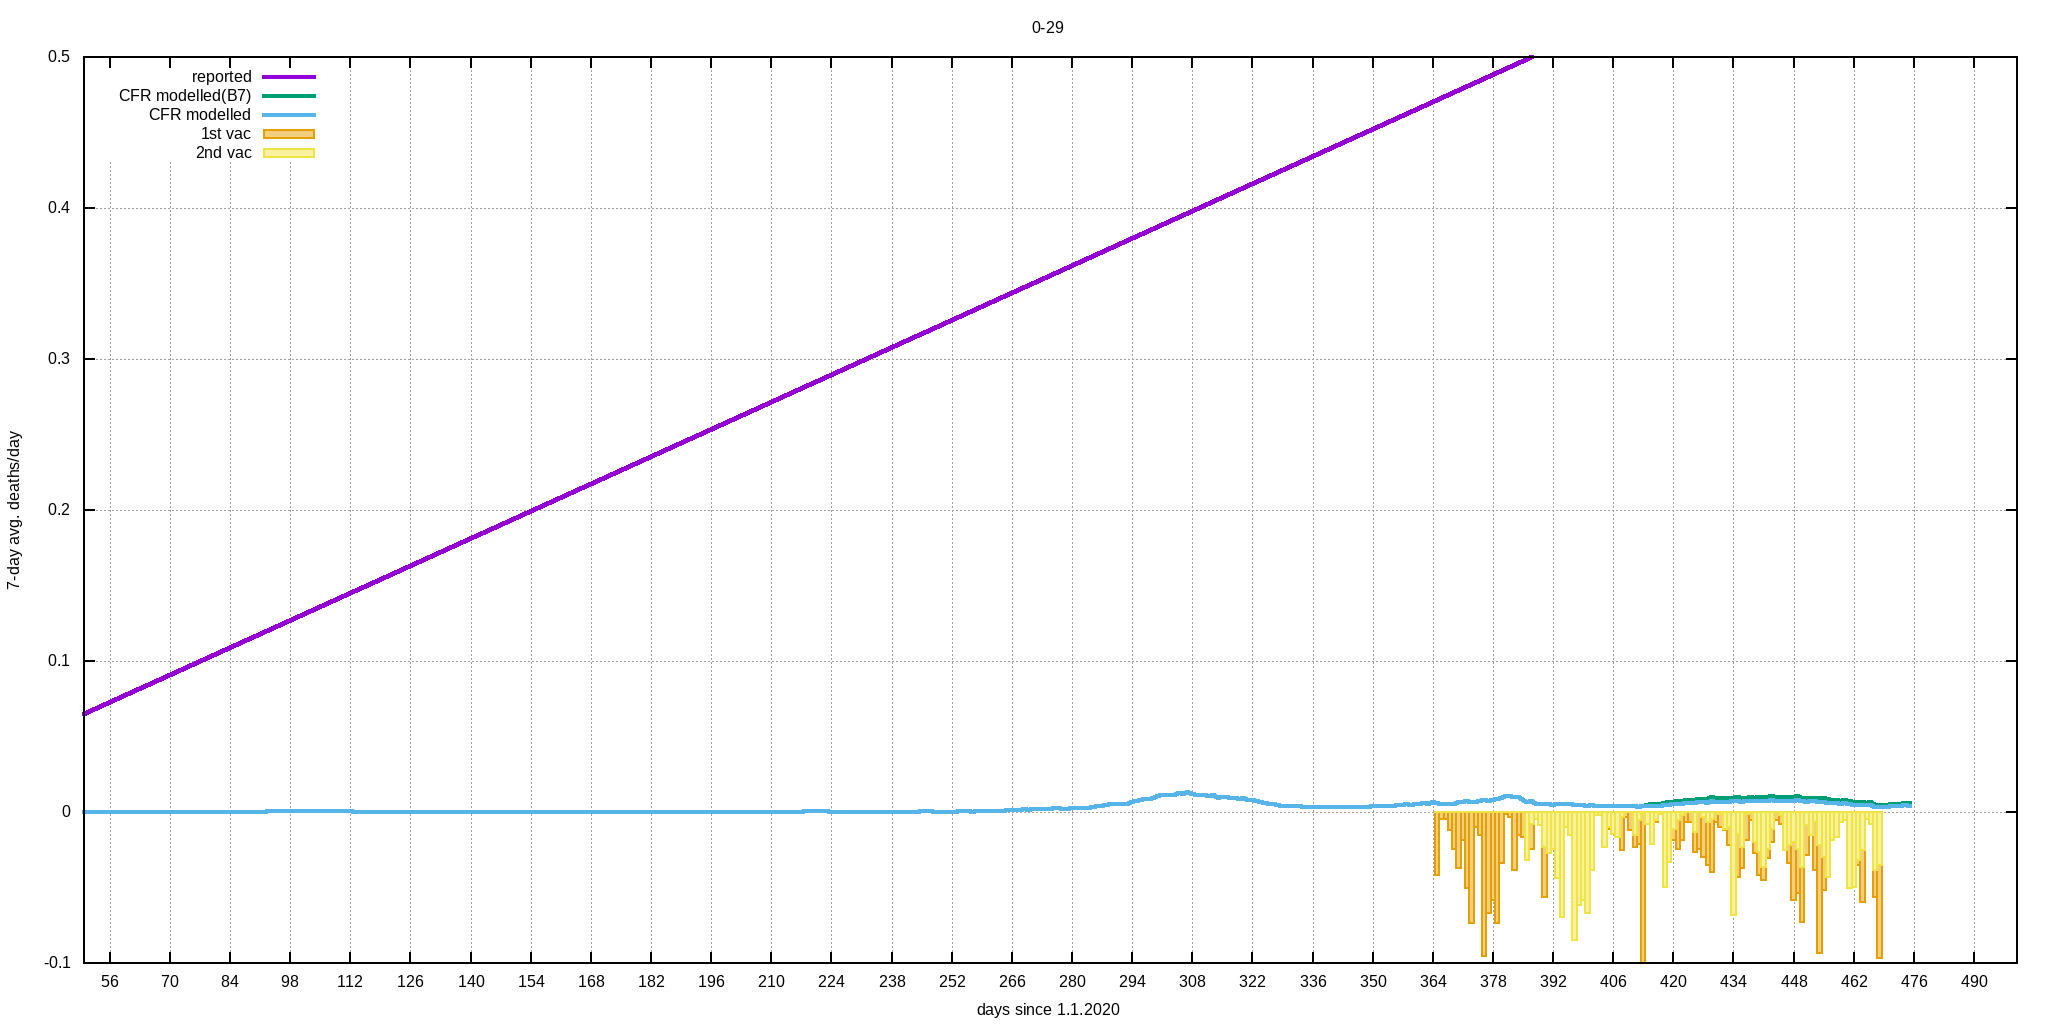 0-29
reported
CFR modelled(B7)
CFR modelled
1st vac
2nd vac
0.5
0.4
0.3
0.2
0.1
0
-0.1
7-day avg. deaths/day
56 70 84 98 112 126 140 154 168 182 196 210 224 238 252 266 280 294 308 322 336 350 364 378 392 406 420 434 448 462 476 490
days since 1.1.2020